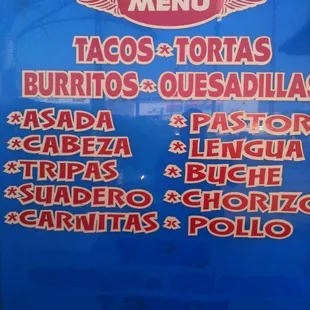 MENU
TACOS * TORTAS
BURRITOS * QUESADILLAS
*ASADA
*CABEZA
*TRIPAS
*SUADERO
*CARNITAS
*PASTOR
*LENGUA
*BUCHE
*CHORIZO
*POLLO